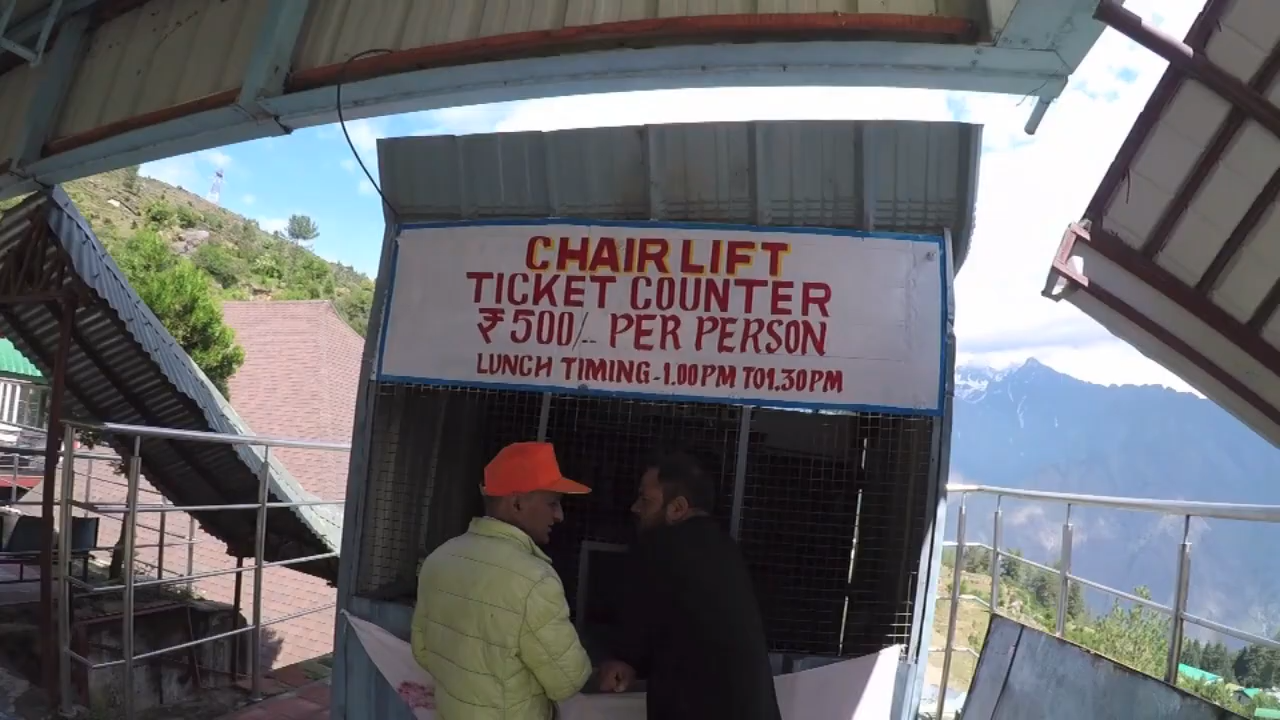 CHAIR LIFT
TICKET COUNTER
₹500/- PER PERSON
LUNCH TIMING-1.00PM TO1.30PM